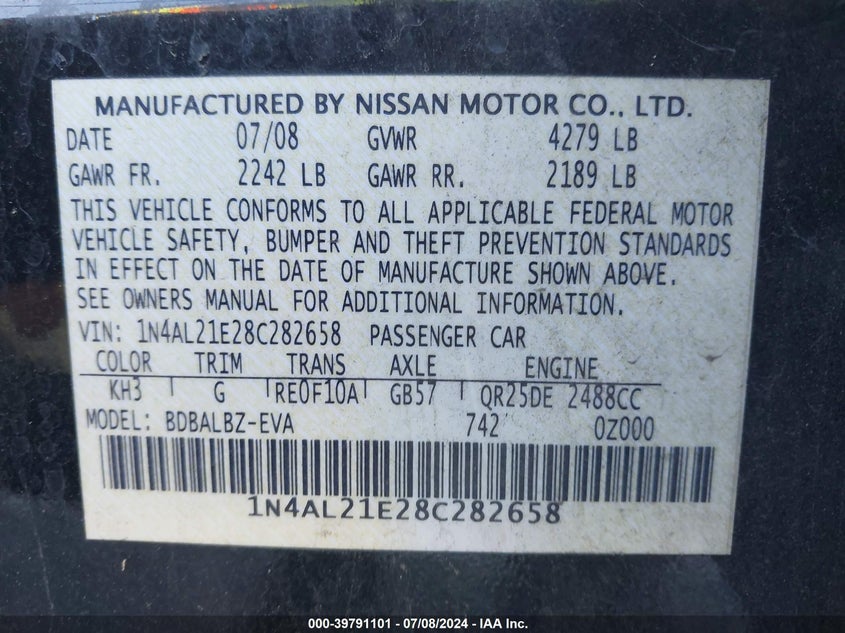 MANUFACTURED BY NISSAN MOTOR CO., LTD.
DATE 07/08 GVWR 4279 LB
GAWR FR. 2242 LB GAWR RR. 2189 LB
THIS VEHICLE CONFORMS TO ALL APPLICABLE FEDERAL MOTOR
VEHICLE SAFETY, BUMPER AND THEFT PREVENTION STANDARDS
IN EFFECT ON THE DATE OF MANUFACTURE SHOWN ABOVE.
SEE OWNERS MANUAL FOR ADDITIONAL INFORMATION.
VIN: 1N4AL21E28C282658 PASSENGER CAR
COLOR TRIM TRANS AXLE ENGINE
KH3 G RE0F10A GB57 QR25DE 2488CC
MODEL: BDBALBZ-EVA 742 0Z000
1N4AL21E28C282658
000-39791101 - 07/08/2024 - IAA Inc.